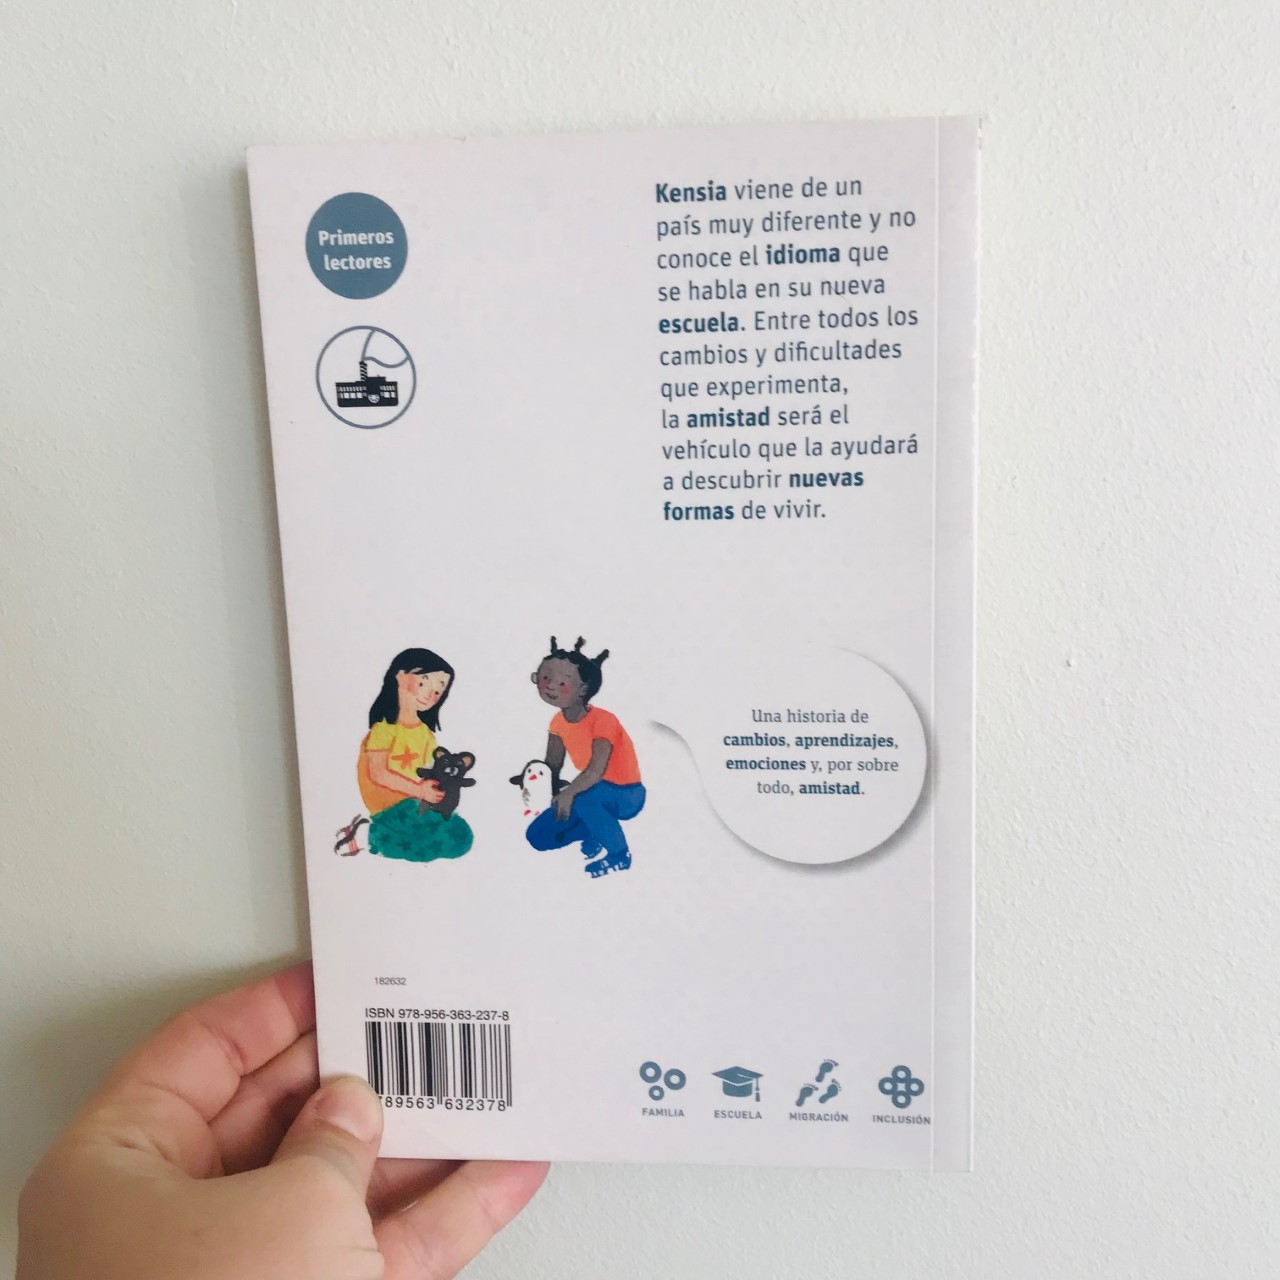 Primeros
lectores
Kensia viene de un
país muy diferente y no
conoce el idioma que
se habla en su nueva
escuela. Entre todos los
cambios y dificultades
que experimenta,
la amistad será el
vehículo que la ayudará
a descubrir nuevas
formas de vivir.
Una historia de
cambios, aprendizajes,
emociones y, por sobre
todo, amistad.
182632
ISBN 978-956-363-237-8
789563 632378
FAMILIA
ESCUELA
MIGRACIÓN
INCLUSIÓN